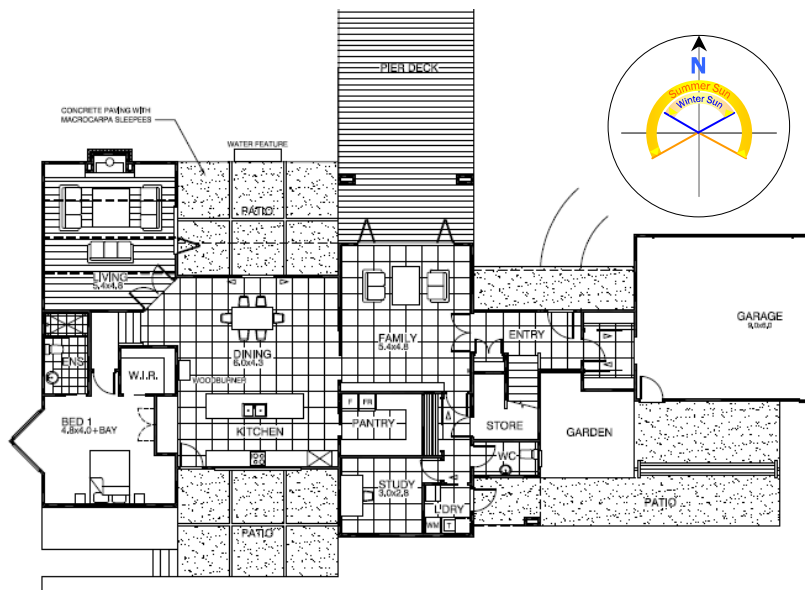 PIER DECK
N
Summer Sun
Winter Sun
CONCRETE PAVING WITH
MACROCARPA SLEEPEES
WATER FEATURE
PATIO
LIVING
5.4x4.8
DINING
6.0x4.3
FAMILY
5.4x4.8
ENTRY
GARAGE
9.0x6.0
ENS
W.I.R.
WOODBURNER
BED 1
4.8x4.0+BAY
KITCHEN
F
FR
PANTRY
STORE
GARDEN
WC
STUDY
3.0x2.8
L'DRY
WM
T
PATIO
PATIO